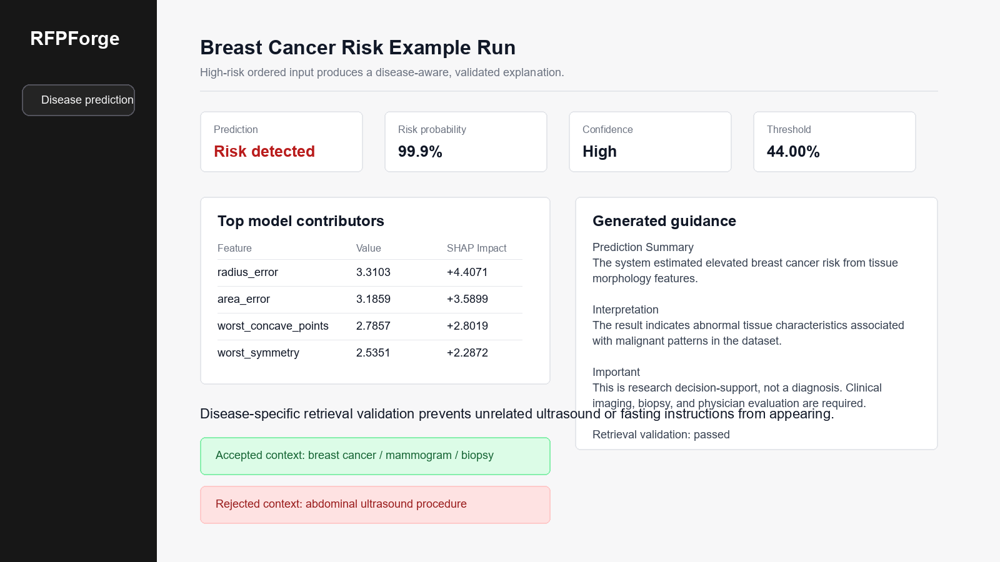 RFPForge
Disease prediction
Breast Cancer Risk Example Run
High-risk ordered input produces a disease-aware, validated explanation.
Prediction
Risk detected
Risk probability
99.9%
Confidence
High
Threshold
44.00%
Top model contributors
Feature Value SHAP Impact
radius_error 3.3103 +4.4071
area_error 3.1859 +3.5899
worst_concave_points 2.7857 +2.8019
worst_symmetry 2.5351 +2.2872
Generated guidance
Prediction Summary
The system estimated elevated breast cancer risk from tissue
morphology features.
Interpretation
The result indicates abnormal tissue characteristics associated
with malignant patterns in the dataset.
Important
This is research decision-support, not a diagnosis. Clinical
imaging, biopsy, and physician evaluation are required.
Retrieval validation: passed
Disease-specific retrieval validation prevents unrelated ultrasound or fasting instructions from appearing.
Accepted context: breast cancer / mammogram / biopsy
Rejected context: abdominal ultrasound procedure